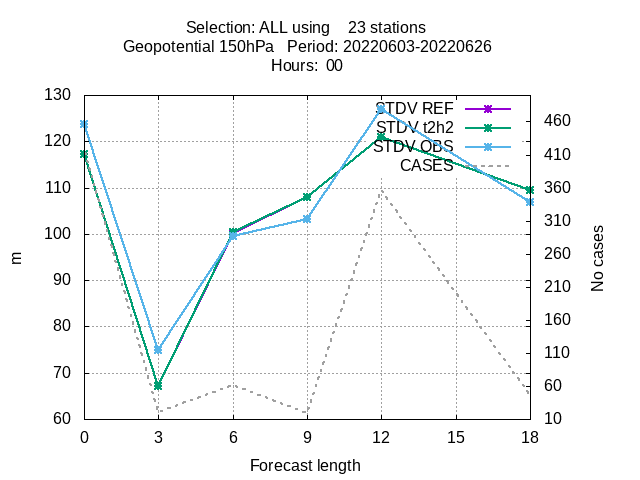 Selection: ALL using    23 stations
Geopotential 150hPa   Period: 20220603-20220626
Hours:  00
STDV REF
STDV t2h2
STDV OBS
CASES
130
120
110
100
90
80
70
60
m
460
410
360
310
260
210
160
110
60
10
No cases
0 3 6 9 12 15 18
Forecast length